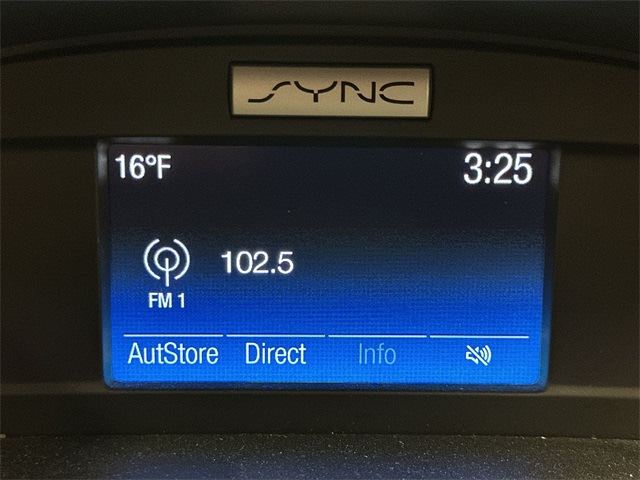 SYNC
16°F 3:25
102.5
FM 1
AutStore Direct Info